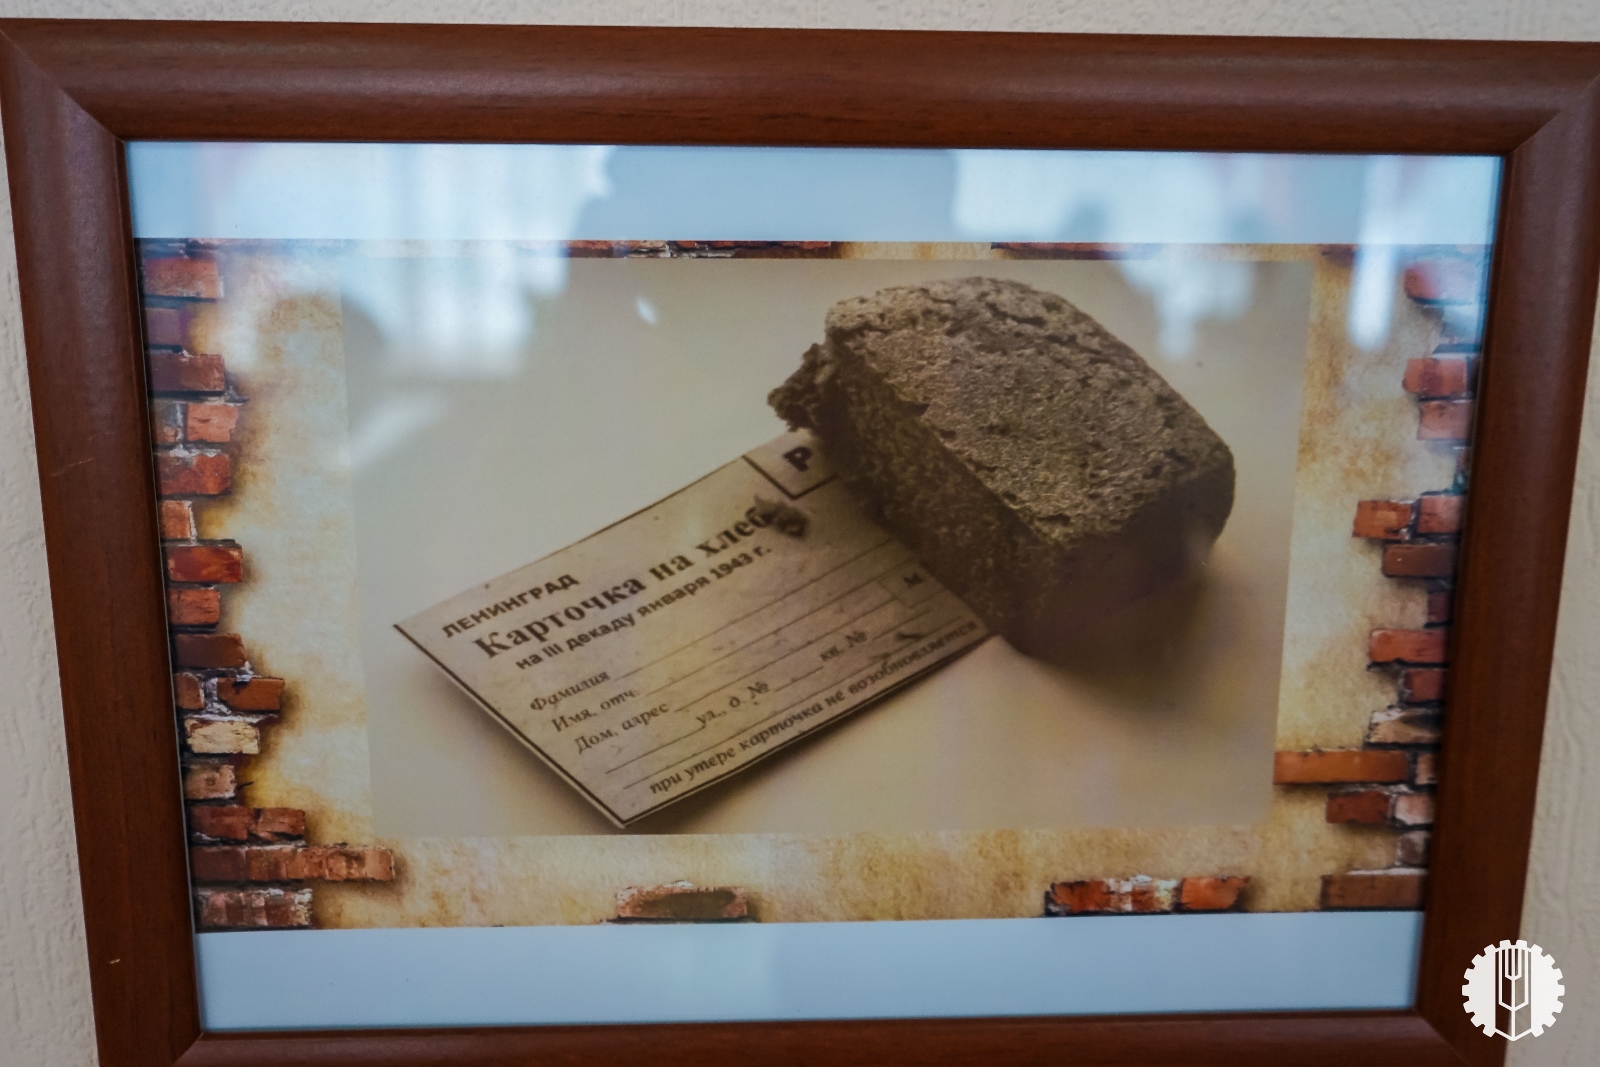 Р
ЛЕНИНГРАД
Карточка на хлеб
на III декаду января 1943 г.
Фамилия
Имя, отч.
Дом, адрес
ул., д. № кв. №
при утере карточка не возобновляется